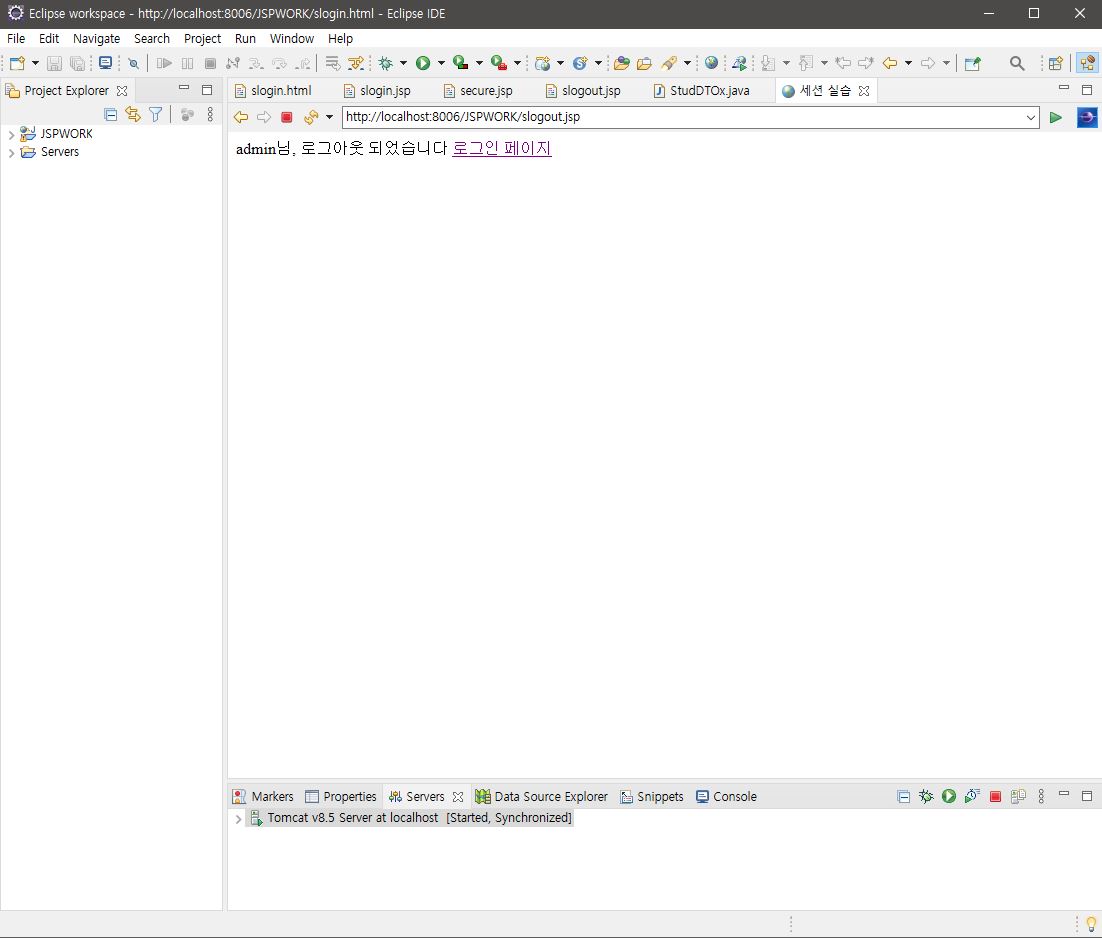 Eclipse workspace - http://localhost:8006/JSPWORK/slogin.html - Eclipse IDE
File Edit Navigate Search Project Run Window Help
Project Explorer
slogin.html slogin.jsp secure.jsp slogout.jsp StudDTOx.java 세션 실습
http://localhost:8006/JSPWORK/slogout.jsp
JSPWORK
Servers
admin님, 로그아웃 되었습니다 로그인 페이지
Markers Properties Servers Data Source Explorer Snippets Console
Tomcat v8.5 Server at localhost [Started, Synchronized]